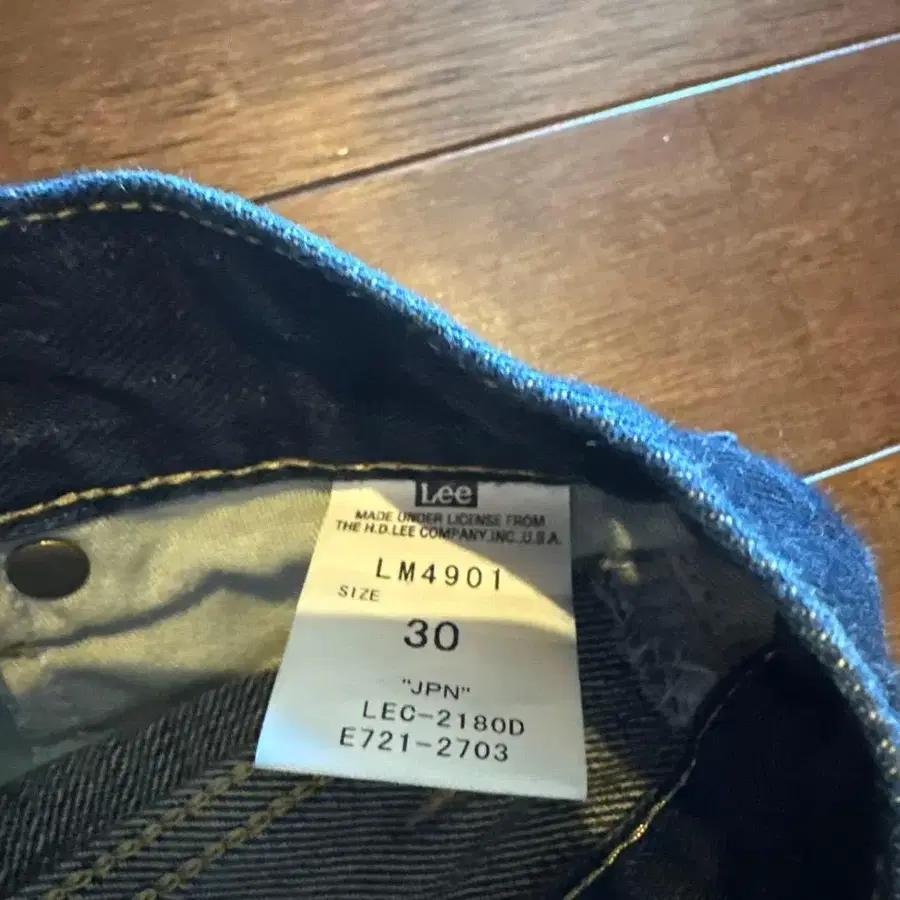 Lee
MADE UNDER LICENSE FROM
THE H.D.LEE COMPANY,INC.,U.S.A.
LM4901
SIZE
30
"JPN"
LEC-2180D
E721-2703